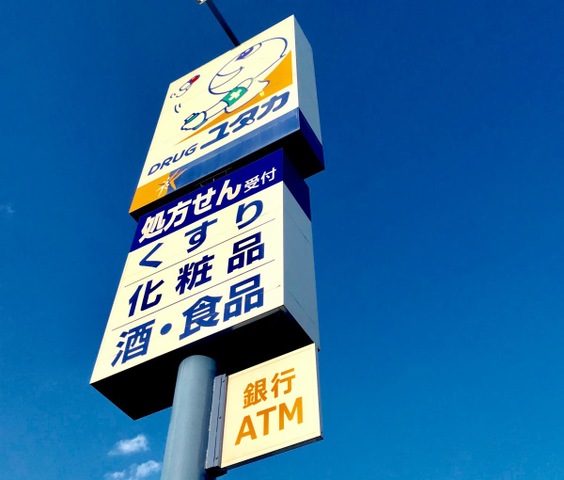 DRUG ユタカ
処方せん受付
くすり
化粧品
酒・食品
銀行
ATM